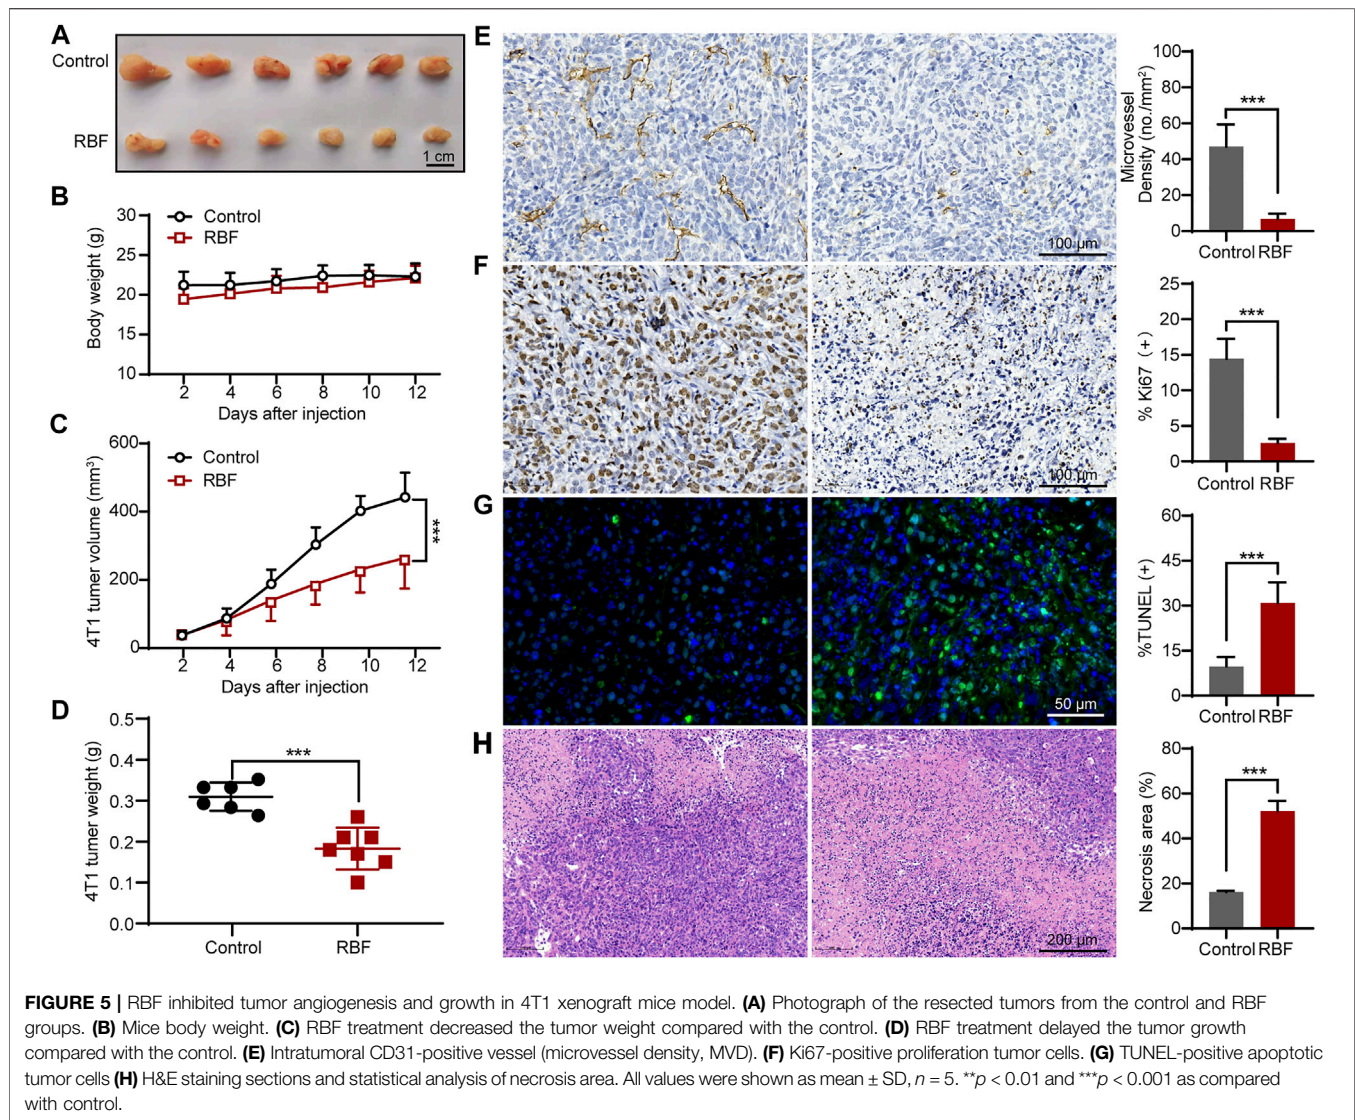 A
Control
RBF
1 cm
B
Body weight (g)
30
25
20
15
10
Control
RBF
2 4 6 8 10 12
Days after injection
C
4T1 tumer volume (mm³)
600
400
200
0
Control
RBF
***
2 4 6 8 10 12
Days after injection
D
4T1 tumer weight (g)
0.5
0.4
0.3
0.2
0.1
0.0
***
Control RBF
E
100 µm
Microvessel
Density (no./mm²)
100
80
60
40
20
0
***
Control RBF
F
100 µm
% Ki67 (+)
25
20
15
10
5
0
***
Control RBF
G
50 µm
%TUNEL (+)
60
45
30
15
0
***
Control RBF
H
200 µm
Necrosis area (%)
80
60
40
20
0
***
Control RBF
FIGURE 5 | RBF inhibited tumor angiogenesis and growth in 4T1 xenograft mice model. (A) Photograph of the resected tumors from the control and RBF
groups. (B) Mice body weight. (C) RBF treatment decreased the tumor weight compared with the control. (D) RBF treatment delayed the tumor growth
compared with the control. (E) Intratumoral CD31-positive vessel (microvessel density, MVD). (F) Ki67-positive proliferation tumor cells. (G) TUNEL-positive apoptotic
tumor cells (H) H&E staining sections and statistical analysis of necrosis area. All values were shown as mean ± SD, n = 5. **p < 0.01 and ***p < 0.001 as compared
with control.